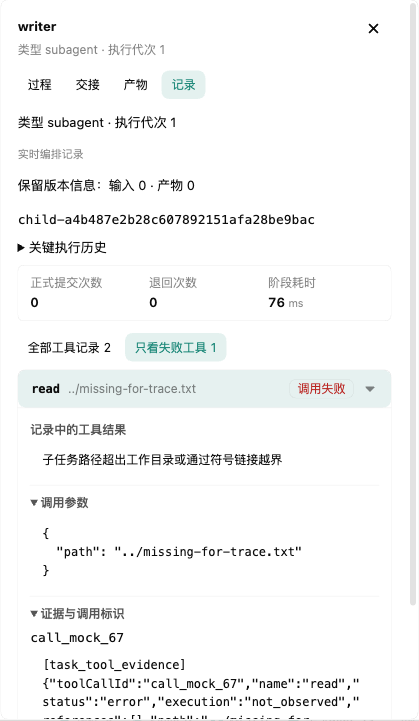 writer
类型 subagent · 执行代次 1
过程 交接 产物 记录
类型 subagent · 执行代次 1
实时编排记录
保留版本信息：输入 0 · 产物 0
child-a4b487e2b28c607892151afa28be9bac
关键执行历史
正式提交次数 退回次数 阶段耗时
0 0 76 ms
全部工具记录 2 只看失败工具 1
read ../missing-for-trace.txt 调用失败
记录中的工具结果
子任务路径超出工作目录或通过符号链接越界
调用参数
{
"path": "../missing-for-trace.txt"
}
证据与调用标识
call_mock_67
[task_tool_evidence]
{"toolCallId":"call_mock_67","name":"read","
status":"error","execution":"not_observed","
references":[],"path":"../missing-for-